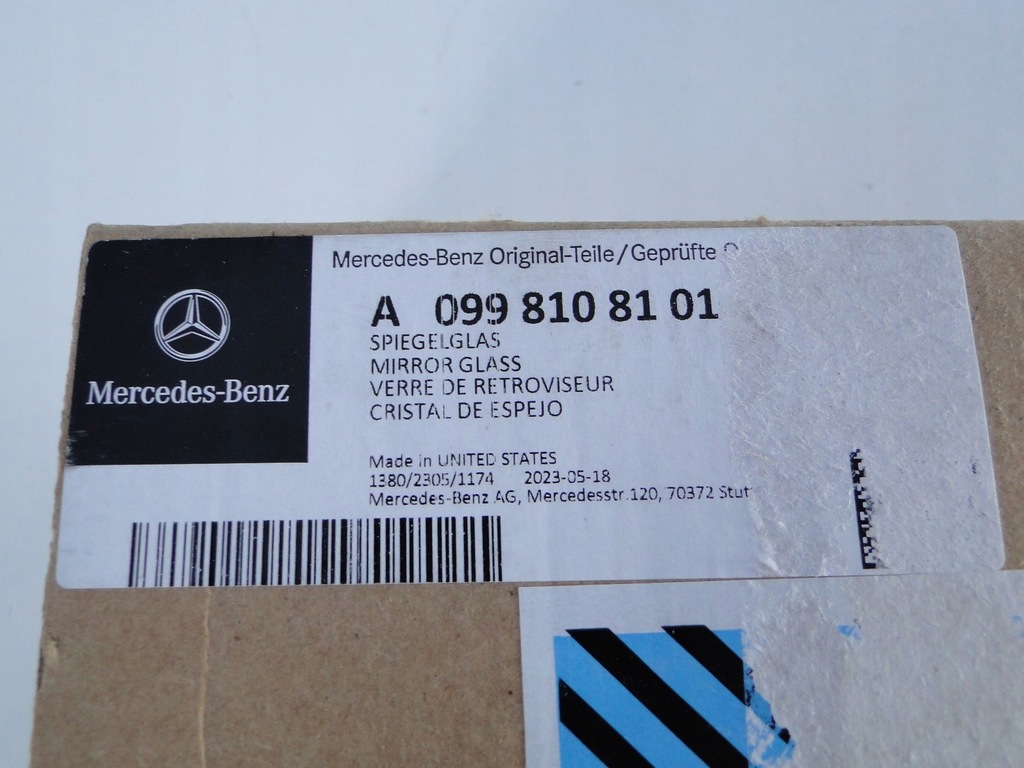 Mercedes-Benz Original-Teile/Geprüfte
A 099 810 81 01
SPIEGELGLAS
MIRROR GLASS
VERRE DE RETROVISEUR
CRISTAL DE ESPEJO
Mercedes-Benz
Made in UNITED STATES
1380/2305/1174 2023-05-18
Mercedes-Benz AG, Mercedesstr.120, 70372